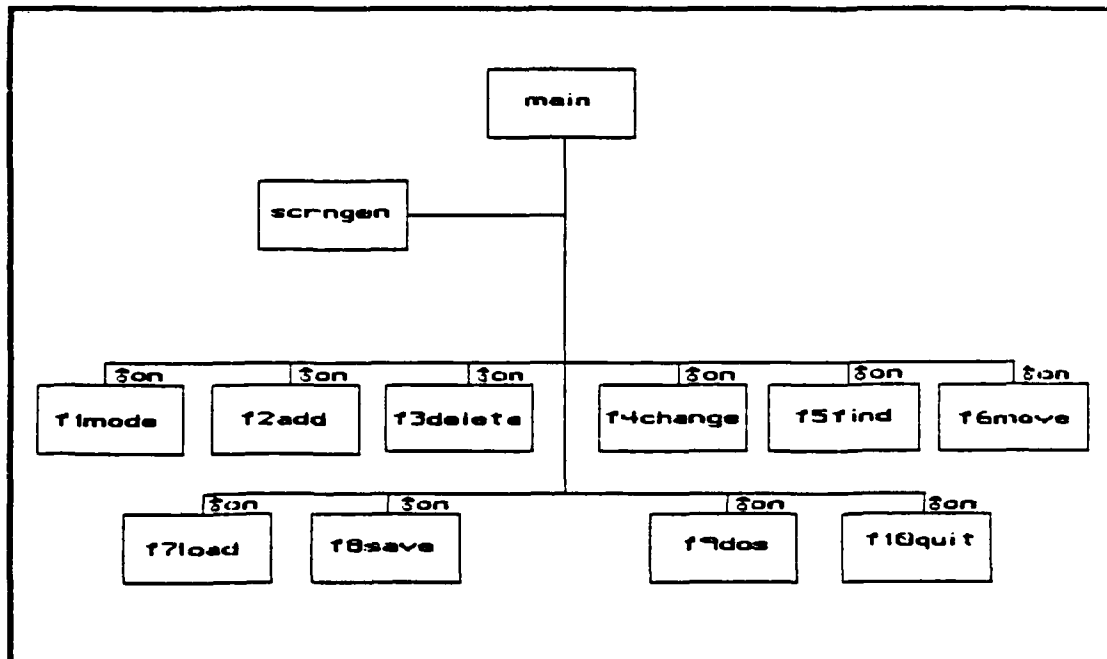 main
scrngen
on on on on on on
f1mode f2add f3delete f4change f5find f6move
on on on on
f7load f8save f9dos f10quit